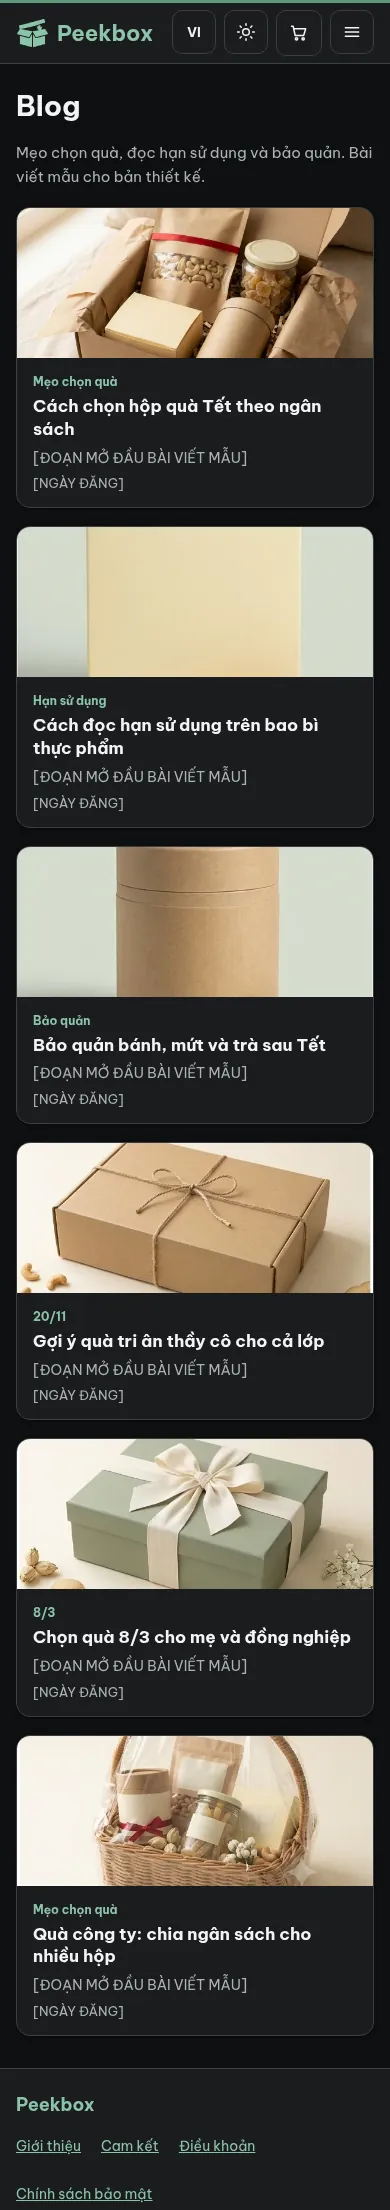 Peekbox
VI
Blog
Mẹo chọn quà, đọc hạn sử dụng và bảo quản. Bài
viết mẫu cho bản thiết kế.
Mẹo chọn quà
Cách chọn hộp quà Tết theo ngân
sách
[ĐOẠN MỞ ĐẦU BÀI VIẾT MẪU]
[NGÀY ĐĂNG]
Hạn sử dụng
Cách đọc hạn sử dụng trên bao bì
thực phẩm
[ĐOẠN MỞ ĐẦU BÀI VIẾT MẪU]
[NGÀY ĐĂNG]
Bảo quản
Bảo quản bánh, mứt và trà sau Tết
[ĐOẠN MỞ ĐẦU BÀI VIẾT MẪU]
[NGÀY ĐĂNG]
20/11
Gợi ý quà tri ân thầy cô cho cả lớp
[ĐOẠN MỞ ĐẦU BÀI VIẾT MẪU]
[NGÀY ĐĂNG]
8/3
Chọn quà 8/3 cho mẹ và đồng nghiệp
[ĐOẠN MỞ ĐẦU BÀI VIẾT MẪU]
[NGÀY ĐĂNG]
Mẹo chọn quà
Quà công ty: chia ngân sách cho
nhiều hộp
[ĐOẠN MỞ ĐẦU BÀI VIẾT MẪU]
[NGÀY ĐĂNG]
Peekbox
Giới thiệu Cam kết Điều khoản
Chính sách bảo mật